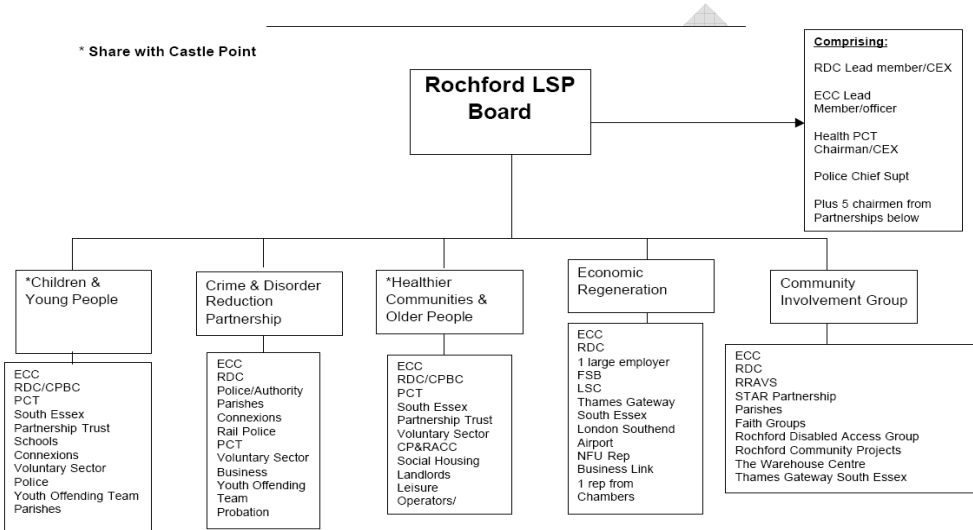 * Share with Castle Point
Rochford LSP
Board
Comprising:
RDC Lead member/CEX
ECC Lead
Member/officer
Health PCT
Chairman/CEX
Police Chief Supt
Plus 5 chairmen from
Partnerships below
*Children &
Young People
Crime & Disorder
Reduction
Partnership
*Healthier
Communities &
Older People
Economic
Regeneration
Community
Involvement Group
ECC
RDC/CPBC
PCT
South Essex
Partnership Trust
Schools
Connexions
Voluntary Sector
Police
Youth Offending Team
Parishes
ECC
RDC
Police/Authority
Parishes
Connexions
Rail Police
PCT
Voluntary Sector
Business
Youth Offending
Team
Probation
ECC
RDC/CPBC
PCT
South Essex
Partnership Trust
Voluntary Sector
CP&RACC
Social Housing
Landlords
Leisure
Operators/
ECC
RDC
1 large employer
FSB
LSC
Thames Gateway
South Essex
London Southend
Airport
NFU Rep
Business Link
1 rep from
Chambers
ECC
RDC
RRAVS
STAR Partnership
Parishes
Faith Groups
Rochford Disabled Access Group
Rochford Community Projects
The Warehouse Centre
Thames Gateway South Essex